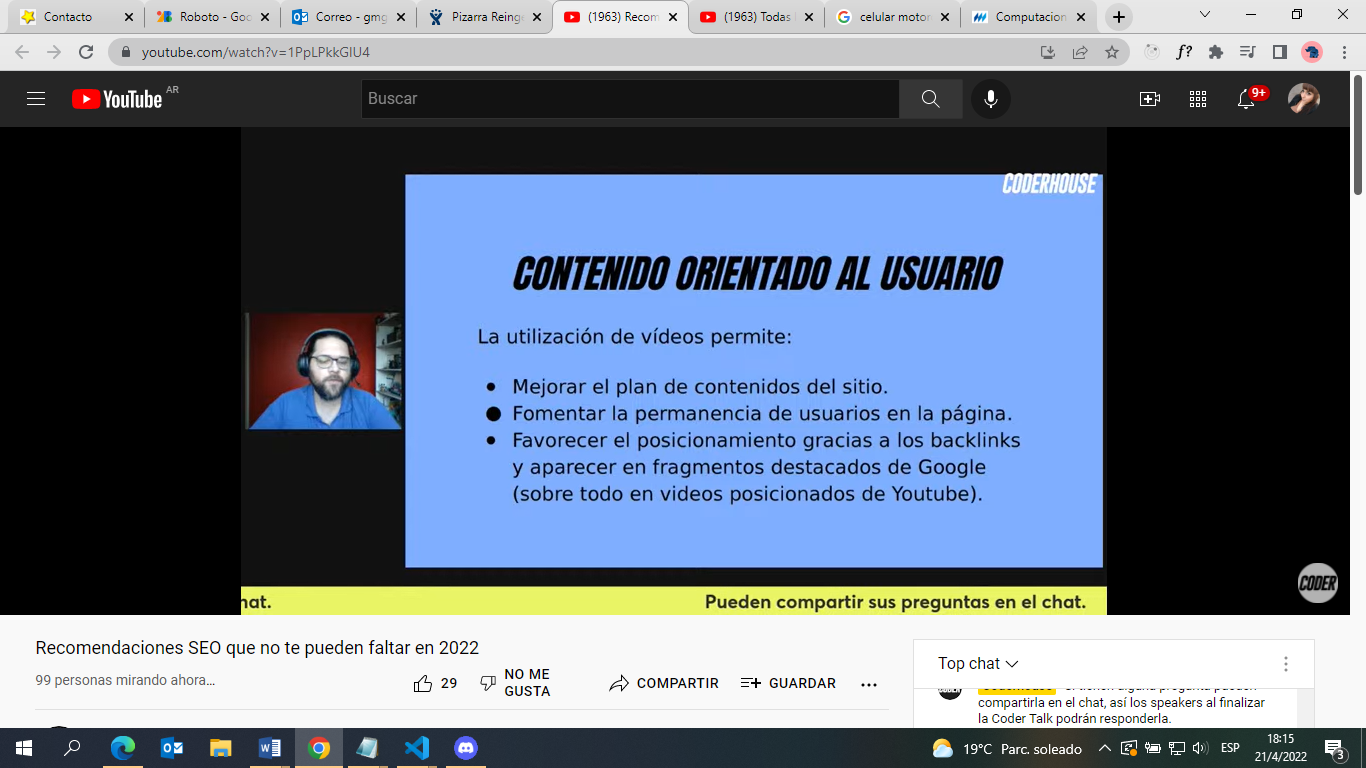 Contacto
Roboto - Goo
Correo - gmg
Pizarra Reinge
(1963) Recom
(1963) Todas
celular motor
Computacion
youtube.com/watch?v=1PpLPkkGlU4
f?
YouTube AR
Buscar
9+
CODERHOUSE
CONTENIDO ORIENTADO AL USUARIO
La utilización de vídeos permite:
● Mejorar el plan de contenidos del sitio.
● Fomentar la permanencia de usuarios en la página.
● Favorecer el posicionamiento gracias a los backlinks
y aparecer en fragmentos destacados de Google
(sobre todo en videos posicionados de Youtube).
CODER
hat.
Pueden compartir sus preguntas en el chat.
Recomendaciones SEO que no te pueden faltar en 2022
99 personas mirando ahora...
29
NO ME
GUSTA
COMPARTIR
GUARDAR
Top chat
compartirla en el chat, así los speakers al finalizar
la Coder Talk podrán responderla.
19°C Parc. soleado
ESP
18:15
21/4/2022
3